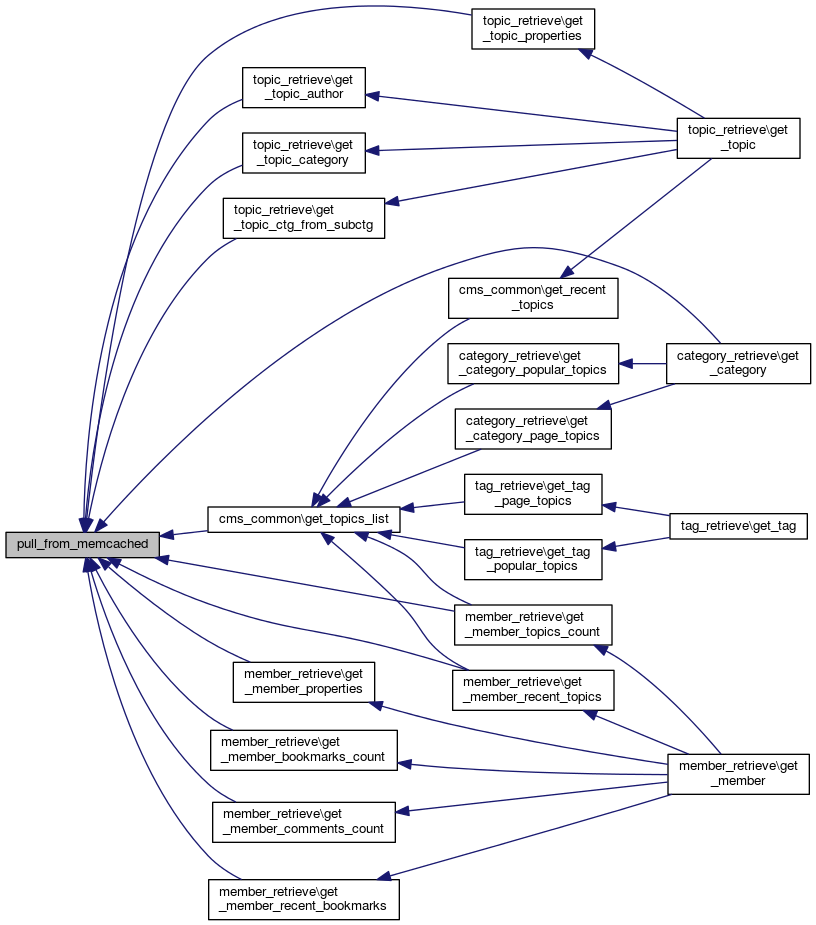 topic_retrieve\get
_topic_properties
topic_retrieve\get
_topic_author
topic_retrieve\get
_topic
topic_retrieve\get
_topic_category
topic_retrieve\get
_topic_ctg_from_subctg
cms_common\get_recent
_topics
category_retrieve\get
_category_popular_topics
category_retrieve\get
_category
category_retrieve\get
_category_page_topics
tag_retrieve\get_tag
_page_topics
cms_common\get_topics_list
tag_retrieve\get_tag
pull_from_memcached
tag_retrieve\get_tag
_popular_topics
member_retrieve\get
_member_topics_count
member_retrieve\get
_member_properties
member_retrieve\get
_member_recent_topics
member_retrieve\get
_member_bookmarks_count
member_retrieve\get
_member
member_retrieve\get
_member_comments_count
member_retrieve\get
_member_recent_bookmarks